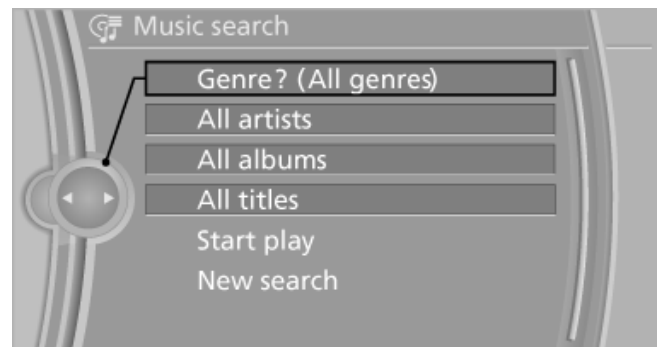 Music search
Genre? (All genres)
All artists
All albums
All titles
Start play
New search